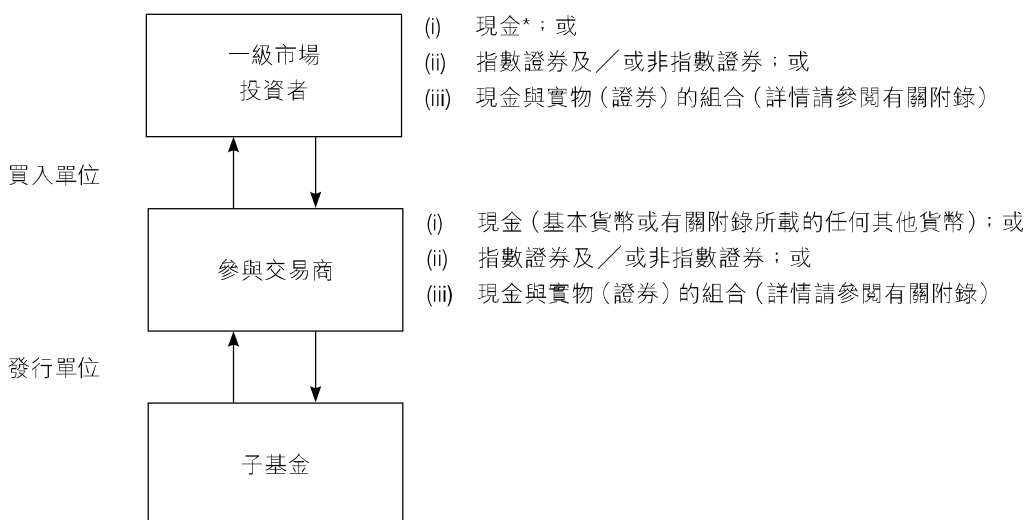 一級市場
投資者
(i) 現金*；或
(ii) 指數證券及／或非指數證券；或
(iii) 現金與實物（證券）的組合（詳情請參閱有關附錄）
買入單位
參與交易商
(i) 現金（基本貨幣或有關附錄所載的任何其他貨幣）；或
(ii) 指數證券及／或非指數證券；或
(iii) 現金與實物（證券）的組合（詳情請參閱有關附錄）
發行單位
子基金